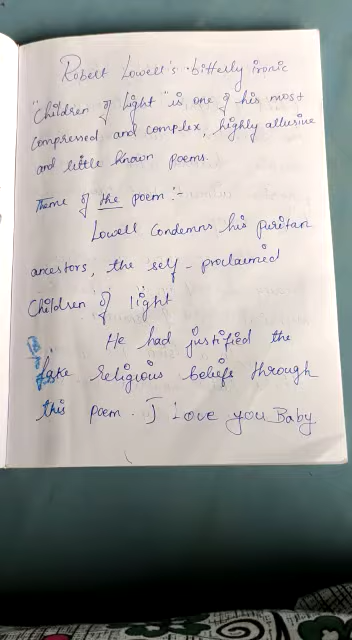 Robert Lowell's bitterly ironic
"Children of Light" is one of his most
compressed and complex, highly allusive
and little known poems.
Theme of the poem :-
Lowell Condemns his puritan
ancestors, the self-proclaimed
Children of light
He had justified the
fake religious beliefs through
this poem. I Love you Baby